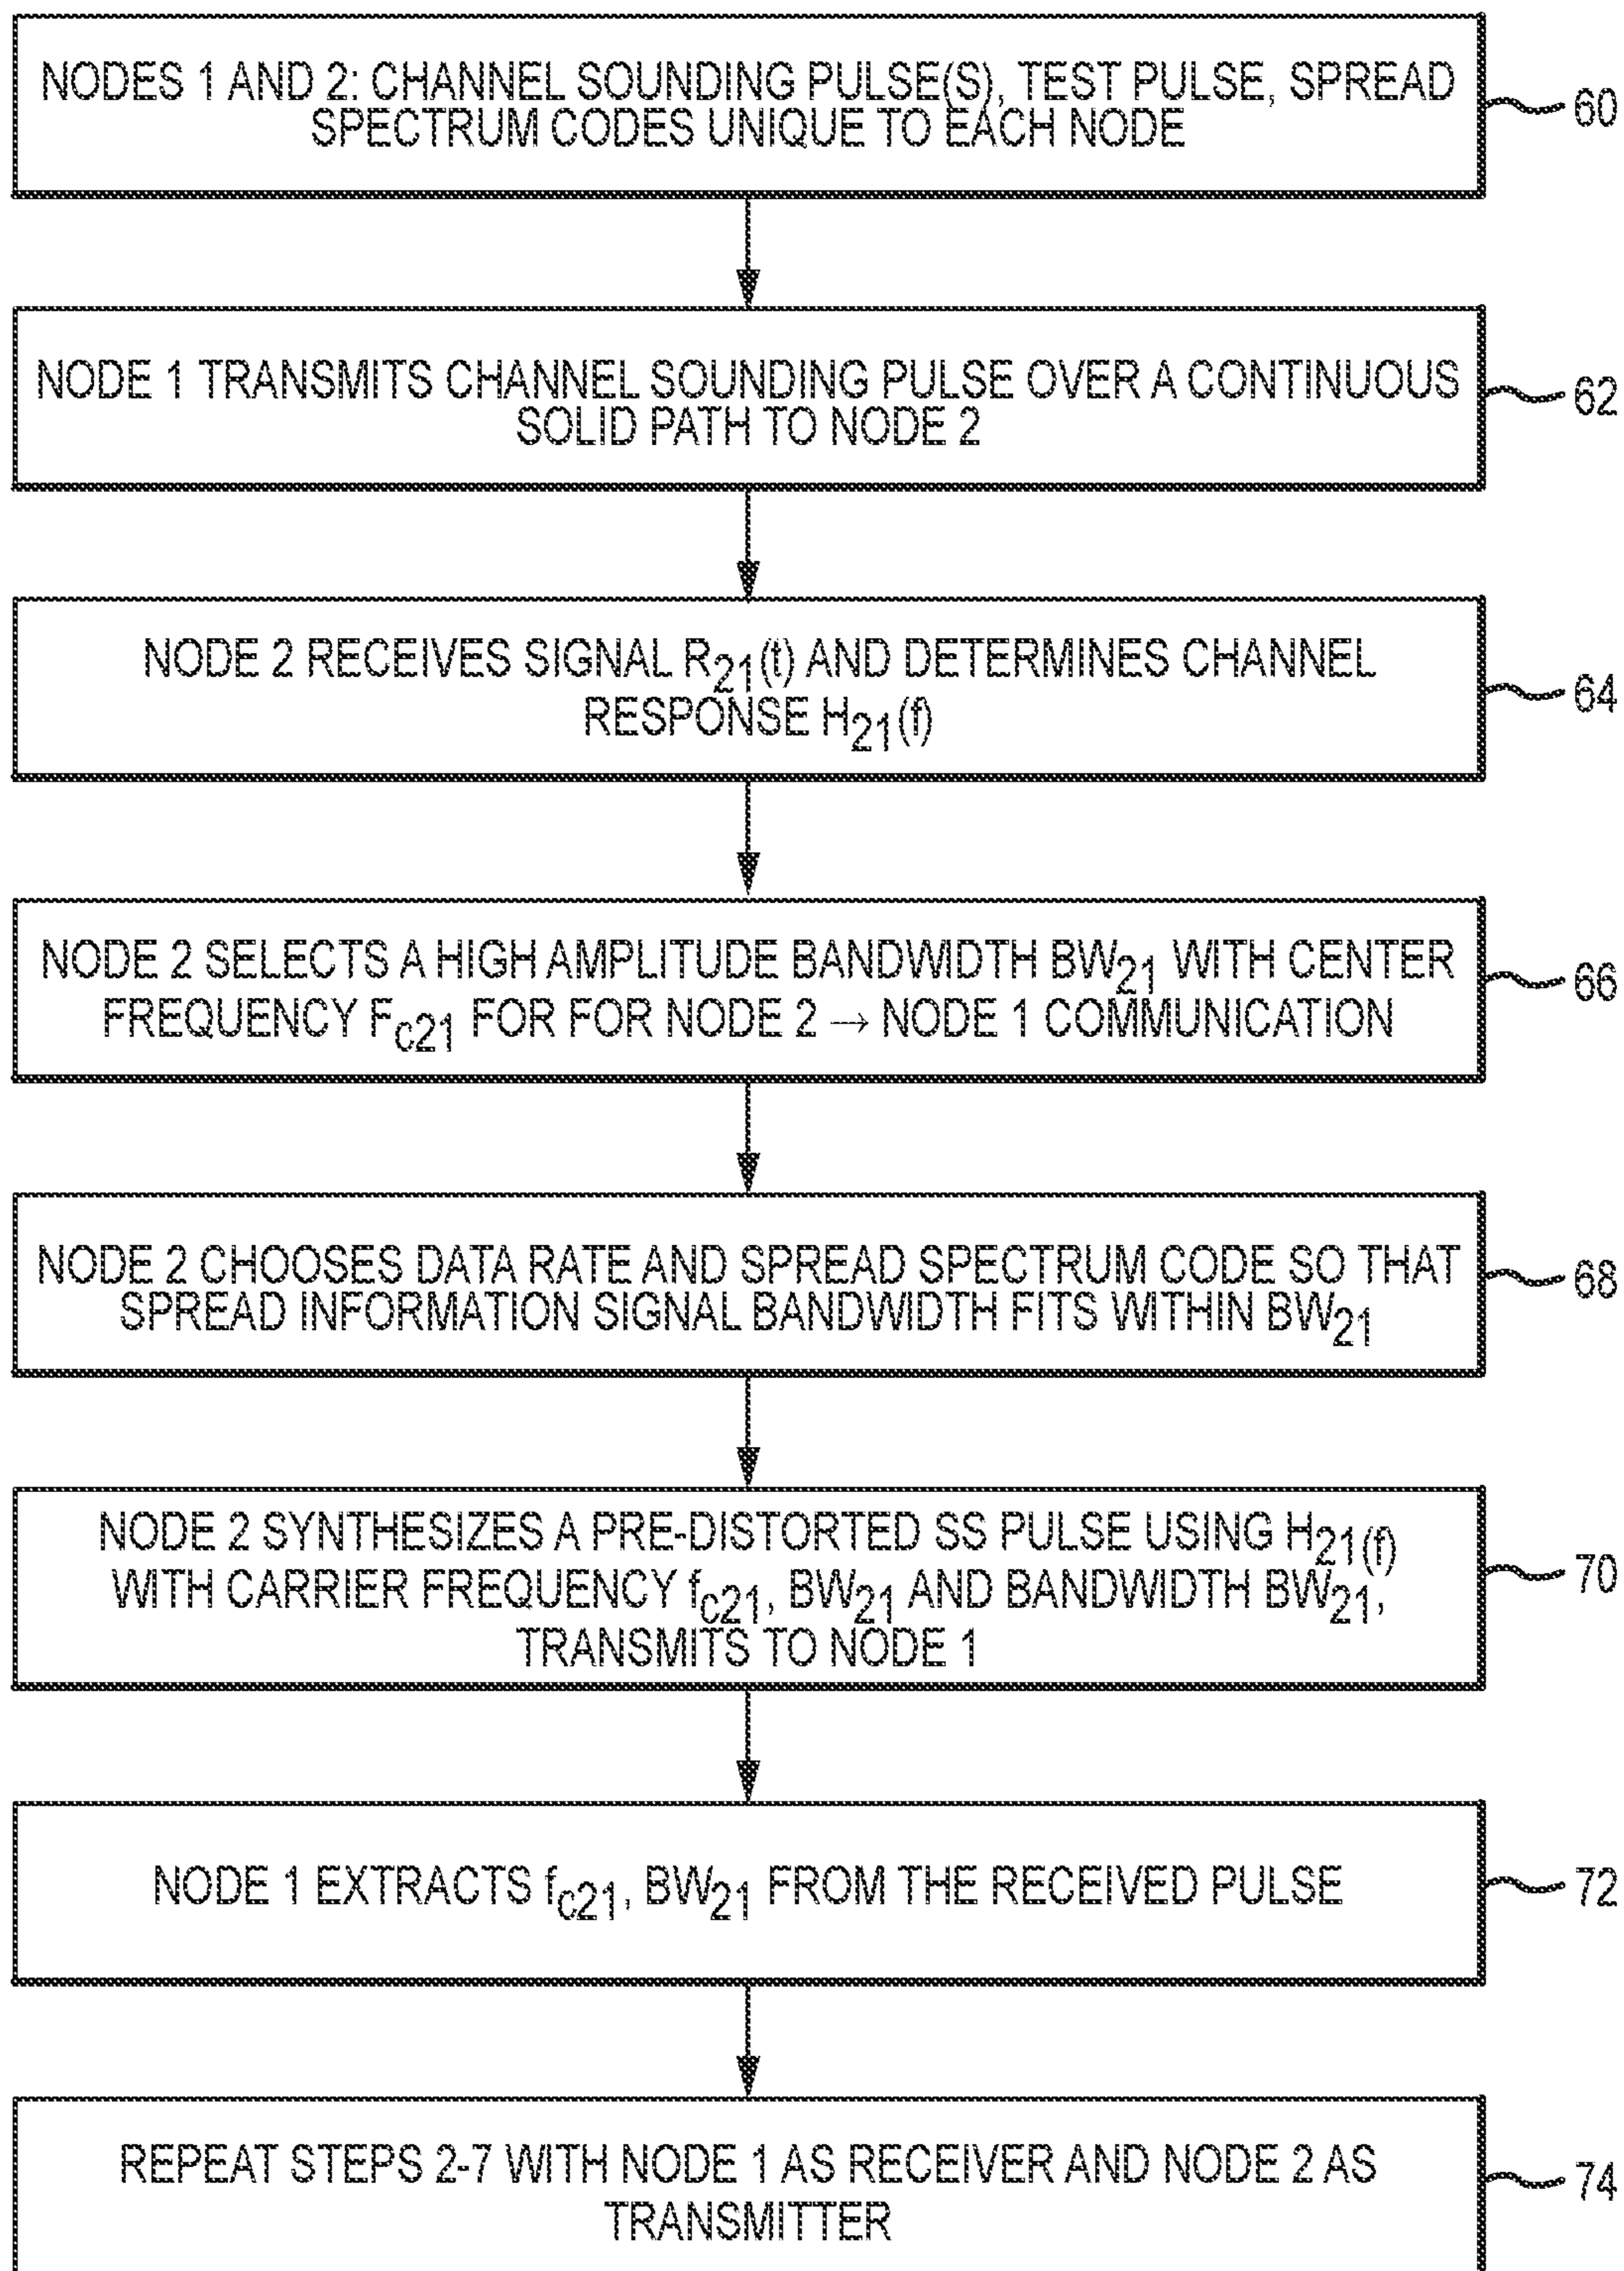 NODES 1 AND 2: CHANNEL SOUNDING PULSE(S), TEST PULSE, SPREAD
SPECTRUM CODES UNIQUE TO EACH NODE
60
NODE 1 TRANSMITS CHANNEL SOUNDING PULSE OVER A CONTINUOUS
SOLID PATH TO NODE 2
62
NODE 2 RECEIVES SIGNAL R21(t) AND DETERMINES CHANNEL
RESPONSE H21(f)
64
NODE 2 SELECTS A HIGH AMPLITUDE BANDWIDTH BW21 WITH CENTER
FREQUENCY Fc21 FOR FOR NODE 2 → NODE 1 COMMUNICATION
66
NODE 2 CHOOSES DATA RATE AND SPREAD SPECTRUM CODE SO THAT
SPREAD INFORMATION SIGNAL BANDWIDTH FITS WITHIN BW21
68
NODE 2 SYNTHESIZES A PRE-DISTORTED SS PULSE USING H21(f)
WITH CARRIER FREQUENCY fc21, BW21 AND BANDWIDTH BW21,
TRANSMITS TO NODE 1
70
NODE 1 EXTRACTS fc21, BW21 FROM THE RECEIVED PULSE
72
REPEAT STEPS 2-7 WITH NODE 1 AS RECEIVER AND NODE 2 AS
TRANSMITTER
74